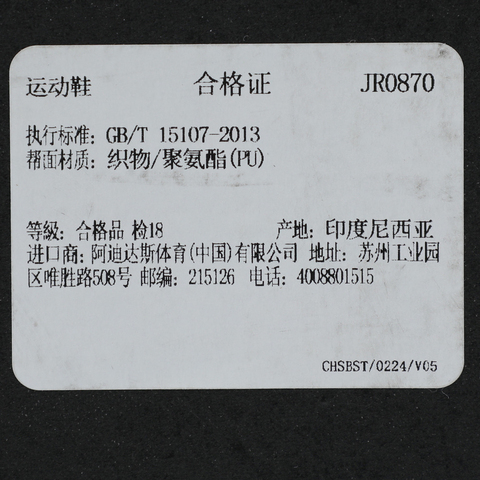 运动鞋 合格证 JR0870
执行标准: GB/T 15107-2013
帮面材质: 织物/聚氨酯(PU)
等级: 合格品 检18 产地: 印度尼西亚
进口商: 阿迪达斯体育(中国)有限公司 地址: 苏州工业园
区唯胜路508号 邮编: 215126 电话: 4008801515
CHSBST/0224/V05